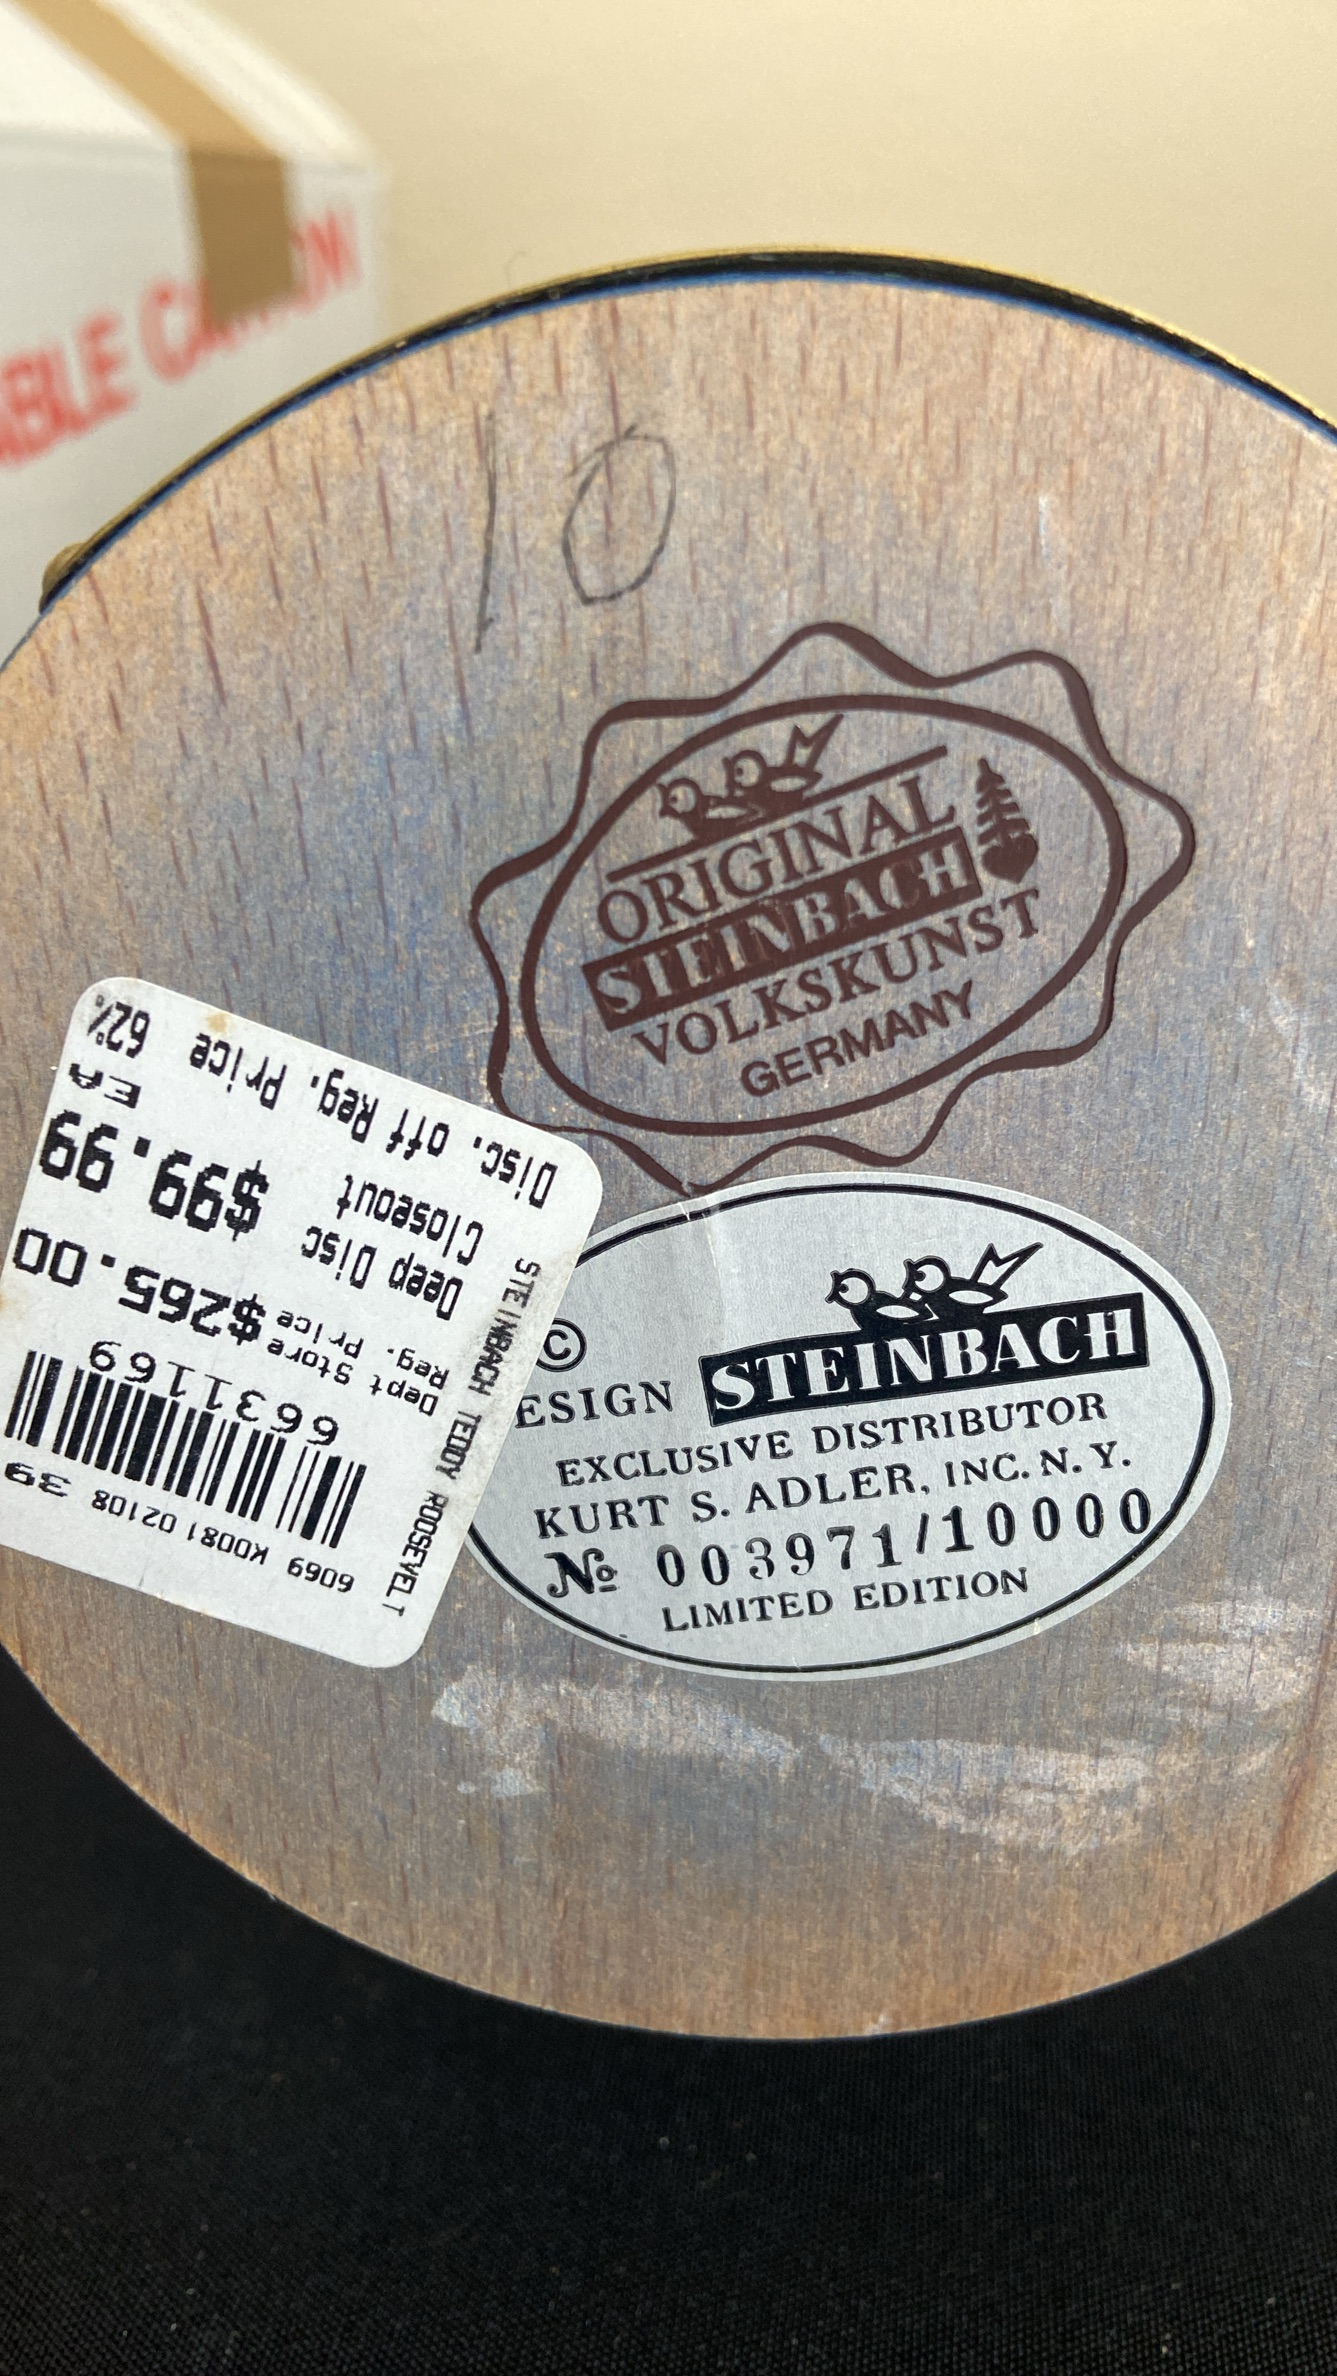 ABLE CA
10
ORIGINAL
STEINBACH
VOLKSKUNST
GERMANY
©
ESIGN STEINBACH
EXCLUSIVE DISTRIBUTOR
KURT S. ADLER, INC. N.Y.
№ 003971/10000
LIMITED EDITION
6069 K0081 02108 39
6631169
Dept Store
Reg. Price $265.00
Deep Disc
Closeout $99.99
EA
Disc. off Reg. Price 62%
STEINBACH TEDDY ROOSEVELT